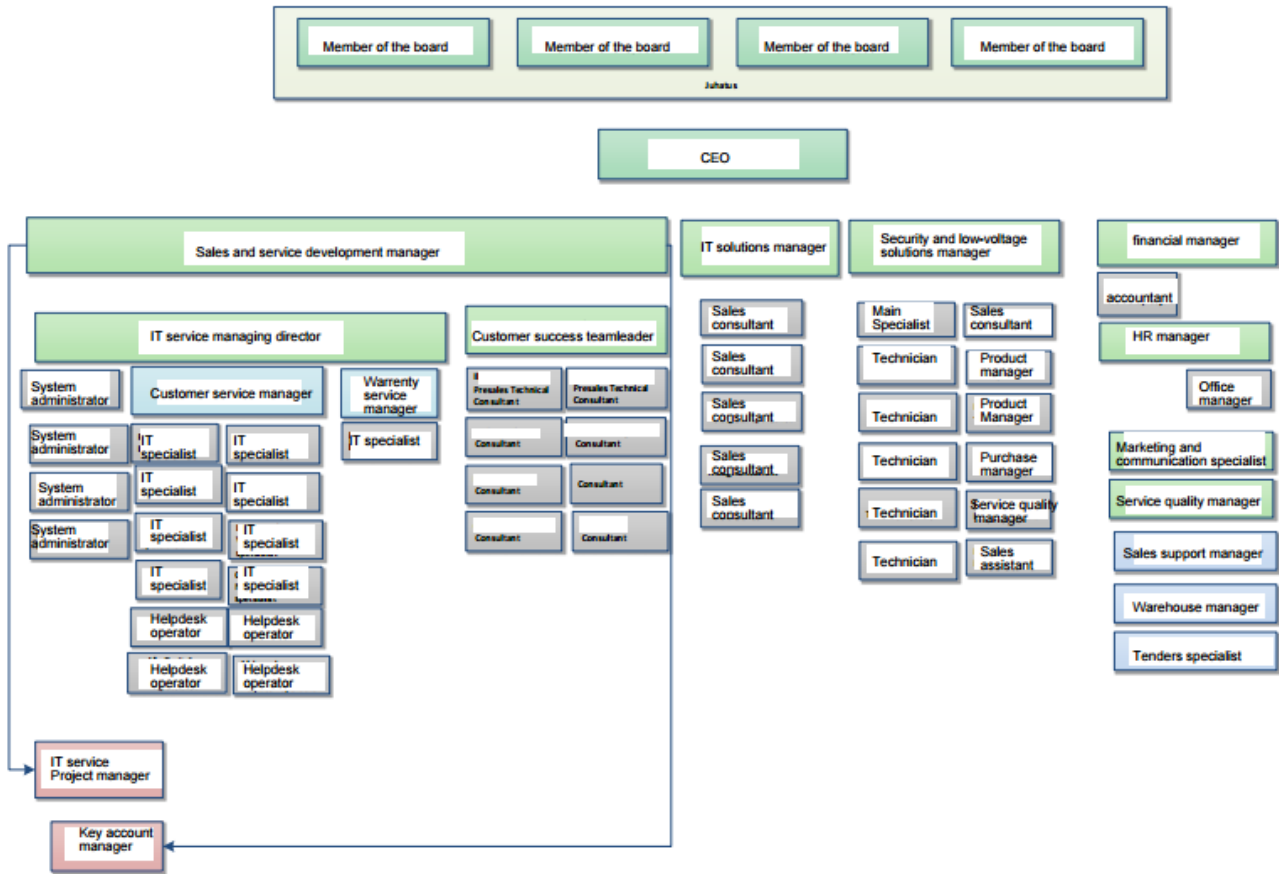 Member of the board
Member of the board
Member of the board
Member of the board
Juhatus
CEO
Sales and service development manager
IT solutions manager
Security and low-voltage
solutions manager
financial manager
accountant
HR manager
Office
manager
Marketing and
communication specialist
Service quality manager
Sales support manager
Warehouse manager
Tenders specialist
IT service managing director
Customer success teamleader
System
administrator
Customer service manager
Warrenty
service
manager
System
administrator
System
administrator
System
administrator
IT
specialist
IT
specialist
IT
specialist
IT
specialist
IT
specialist
IT
specialist
IT
specialist
IT
specialist
Helpdesk
operator
Helpdesk
operator
Helpdesk
operator
Helpdesk
operator
IT specialist
Presales Technical
Consultant
Presales Technical
Consultant
Consultant
Consultant
Consultant
Consultant
Consultant
Consultant
Sales
consultant
Sales
consultant
Sales
consultant
Sales
consultant
Sales
consultant
Main
Specialist
Sales
consultant
Technician
Product
manager
Technician
Product
Manager
Technician
Purchase
manager
Technician
Service quality
manager
Technician
Sales
assistant
IT service
Project manager
Key account
manager